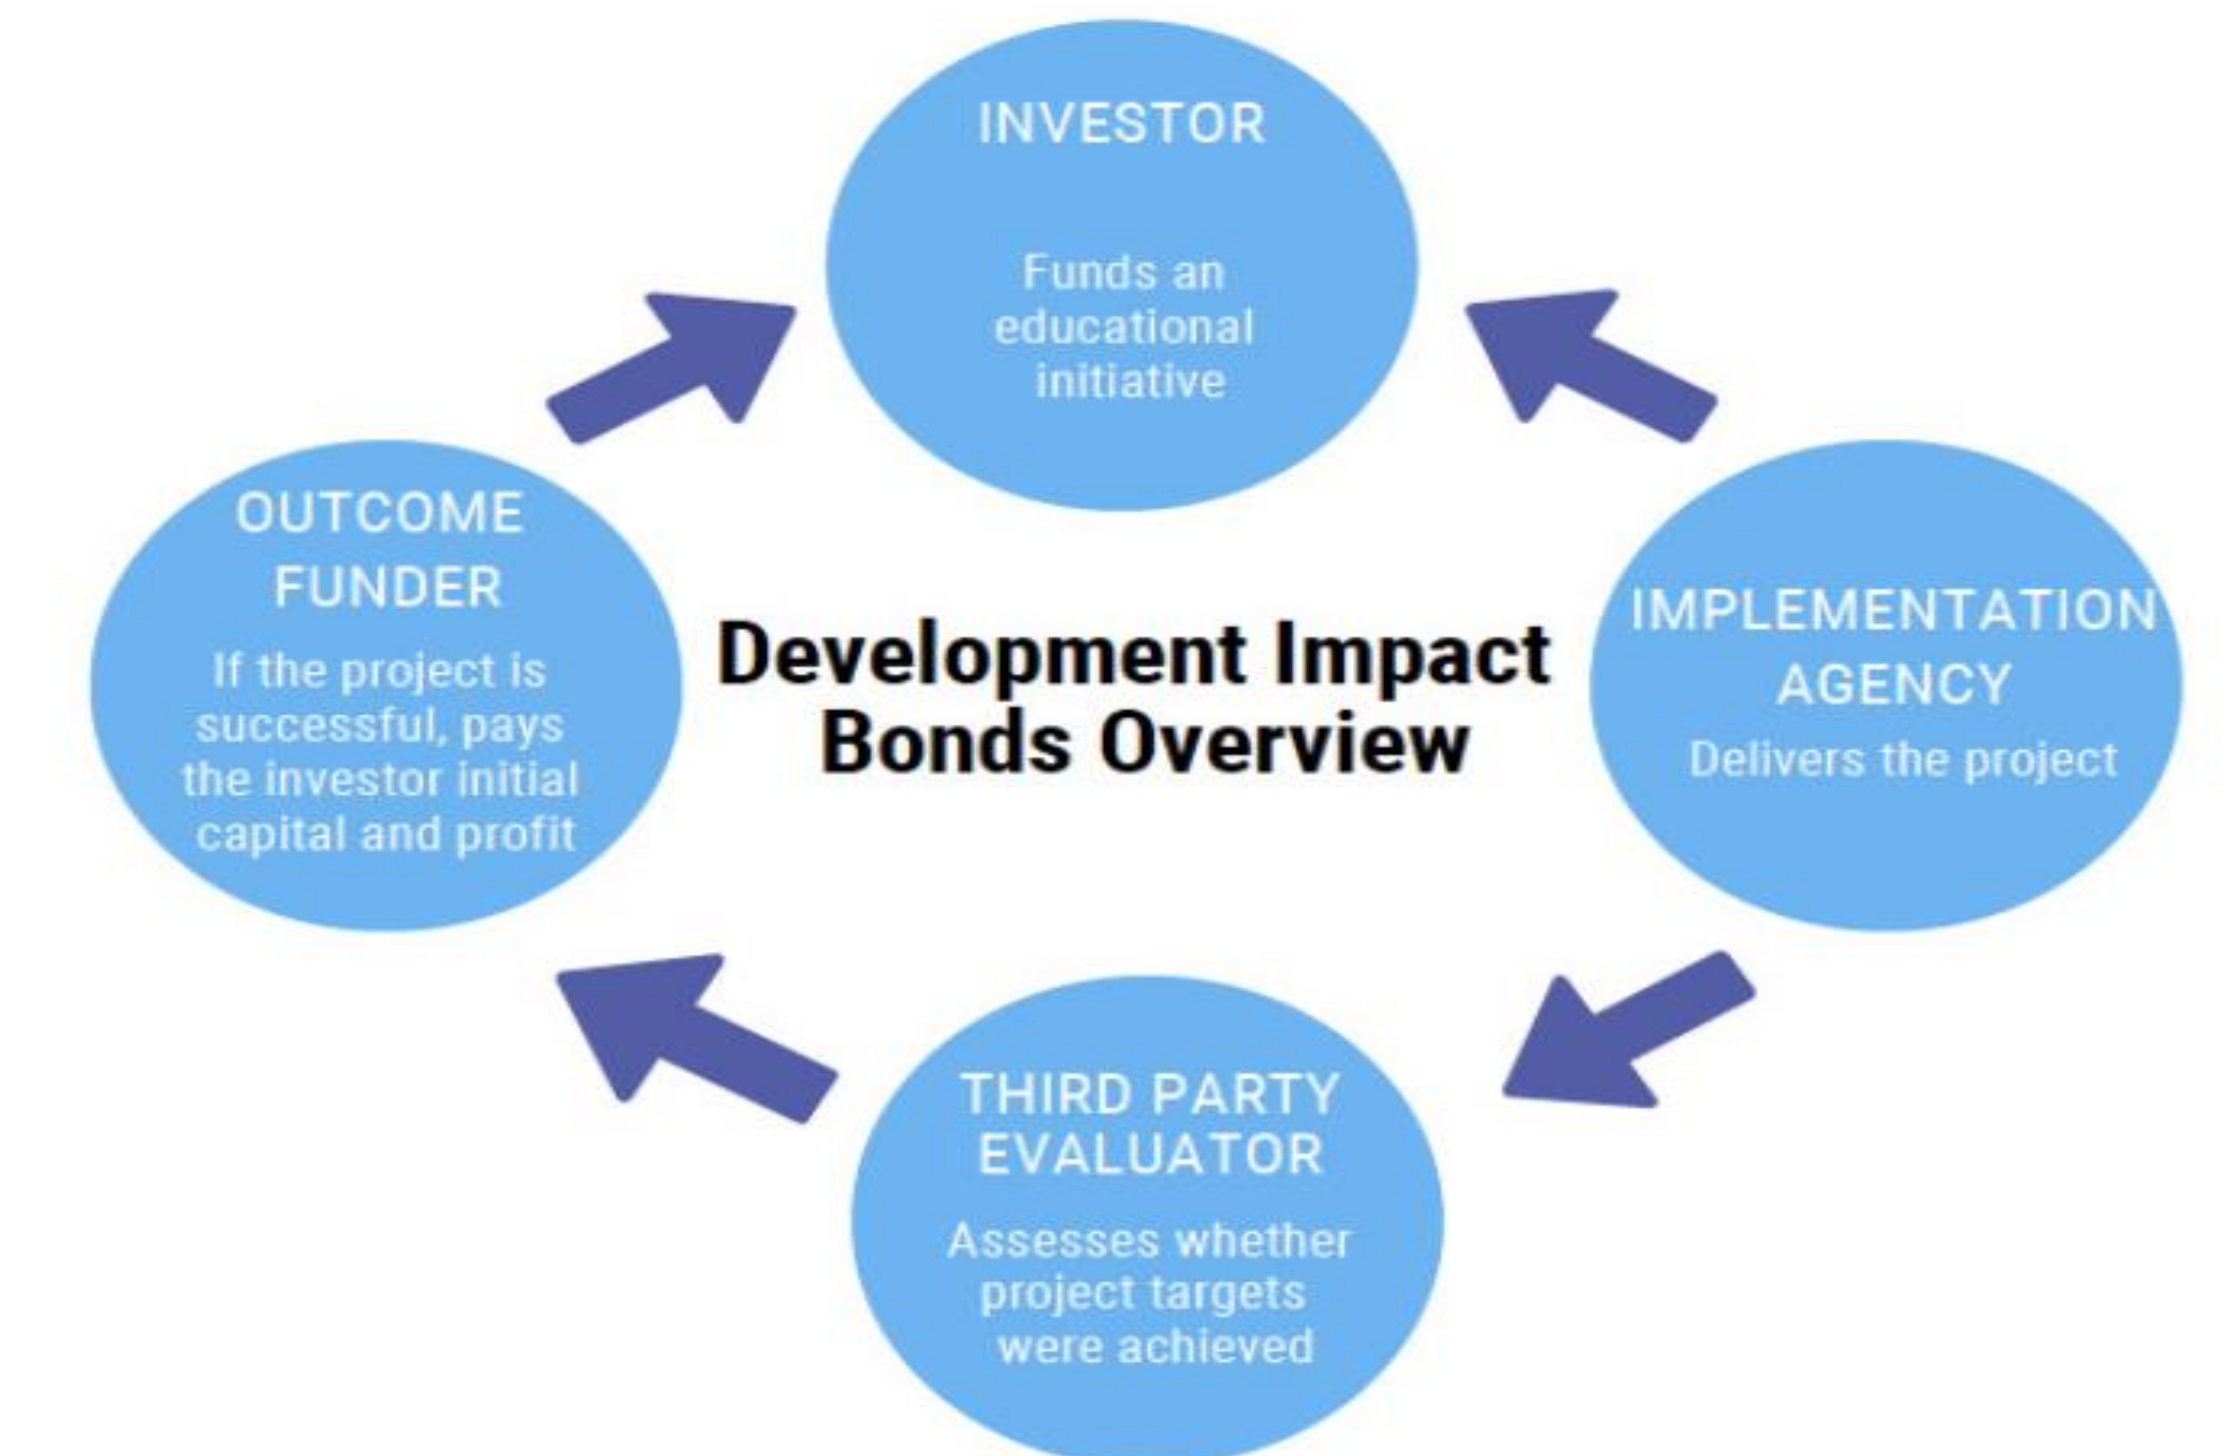 INVESTOR
Funds an
educational
initiative
OUTCOME
FUNDER
If the project is
successful, pays
the investor initial
capital and profit
Development Impact
Bonds Overview
IMPLEMENTATION
AGENCY
Delivers the project
THIRD PARTY
EVALUATOR
Assesses whether
project targets
were achieved